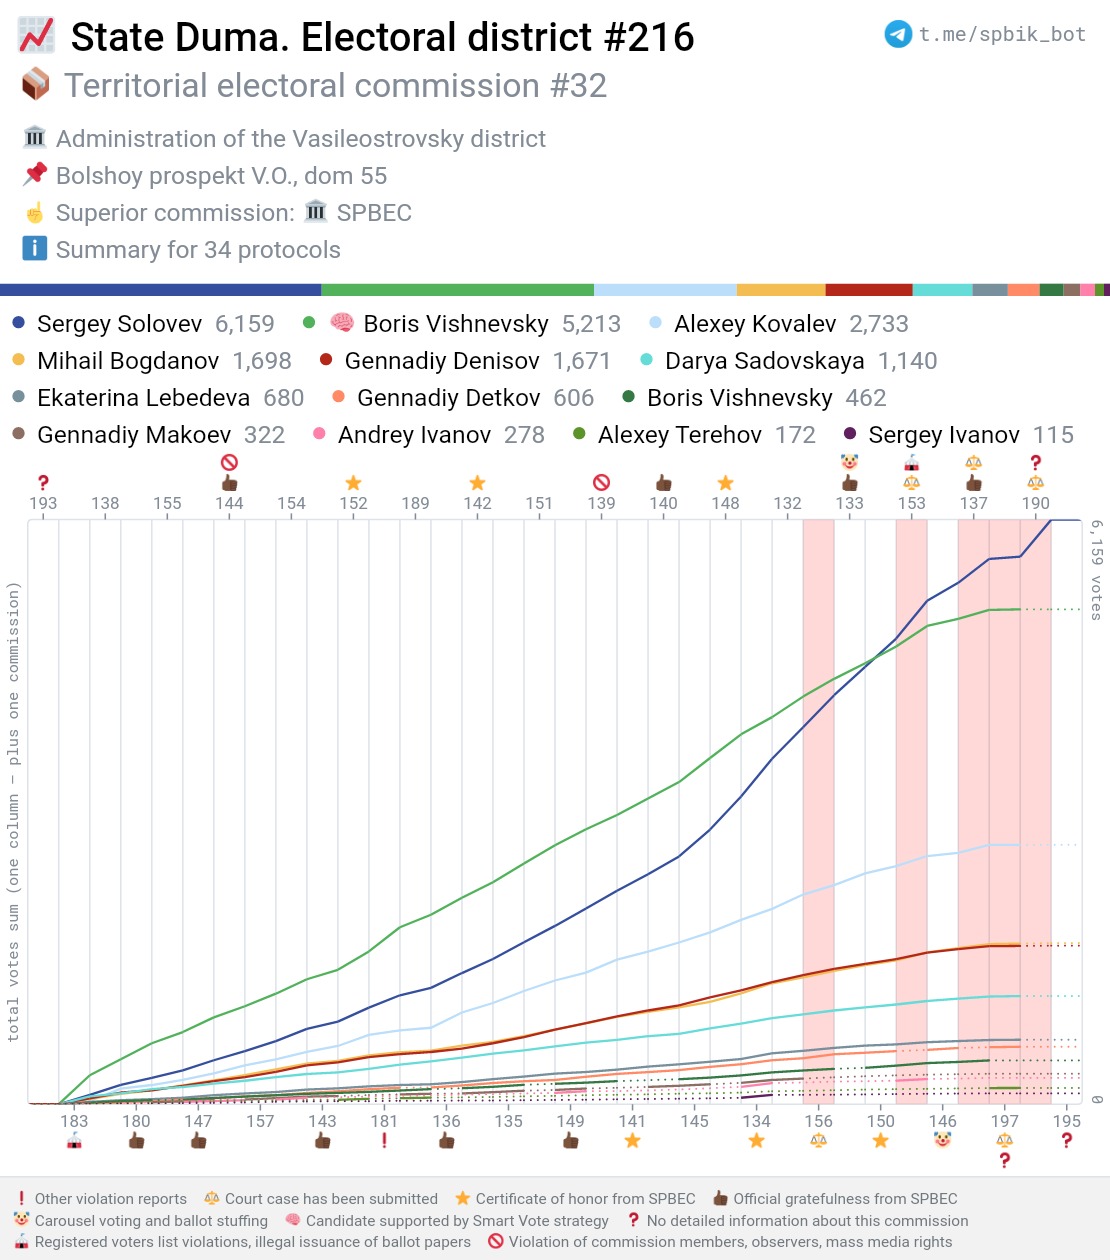 State Duma. Electoral district #216
t.me/spbik_bot
Territorial electoral commission #32
Administration of the Vasileostrovsky district
Bolshoy prospekt V.O., dom 55
Superior commission: SPBEC
Summary for 34 protocols
Sergey Solovev 6,159 Boris Vishnevsky 5,213 Alexey Kovalev 2,733
Mihail Bogdanov 1,698 Gennadiy Denisov 1,671 Darya Sadovskaya 1,140
Ekaterina Lebedeva 680 Gennadiy Detkov 606 Boris Vishnevsky 462
Gennadiy Makoev 322 Andrey Ivanov 278 Alexey Terehov 172 Sergey Ivanov 115
193 138 155 144 154 152 189 142 151 139 140 148 132 133 153 137 190
6,159 votes
total votes sum (one column – plus one commission)
0
183 180 147 157 143 181 136 135 149 141 145 134 156 150 146 197 195
Other violation reports Court case has been submitted Certificate of honor from SPBEC Official gratefulness from SPBEC
Carousel voting and ballot stuffing Candidate supported by Smart Vote strategy No detailed information about this commission
Registered voters list violations, illegal issuance of ballot papers Violation of commission members, observers, mass media rights